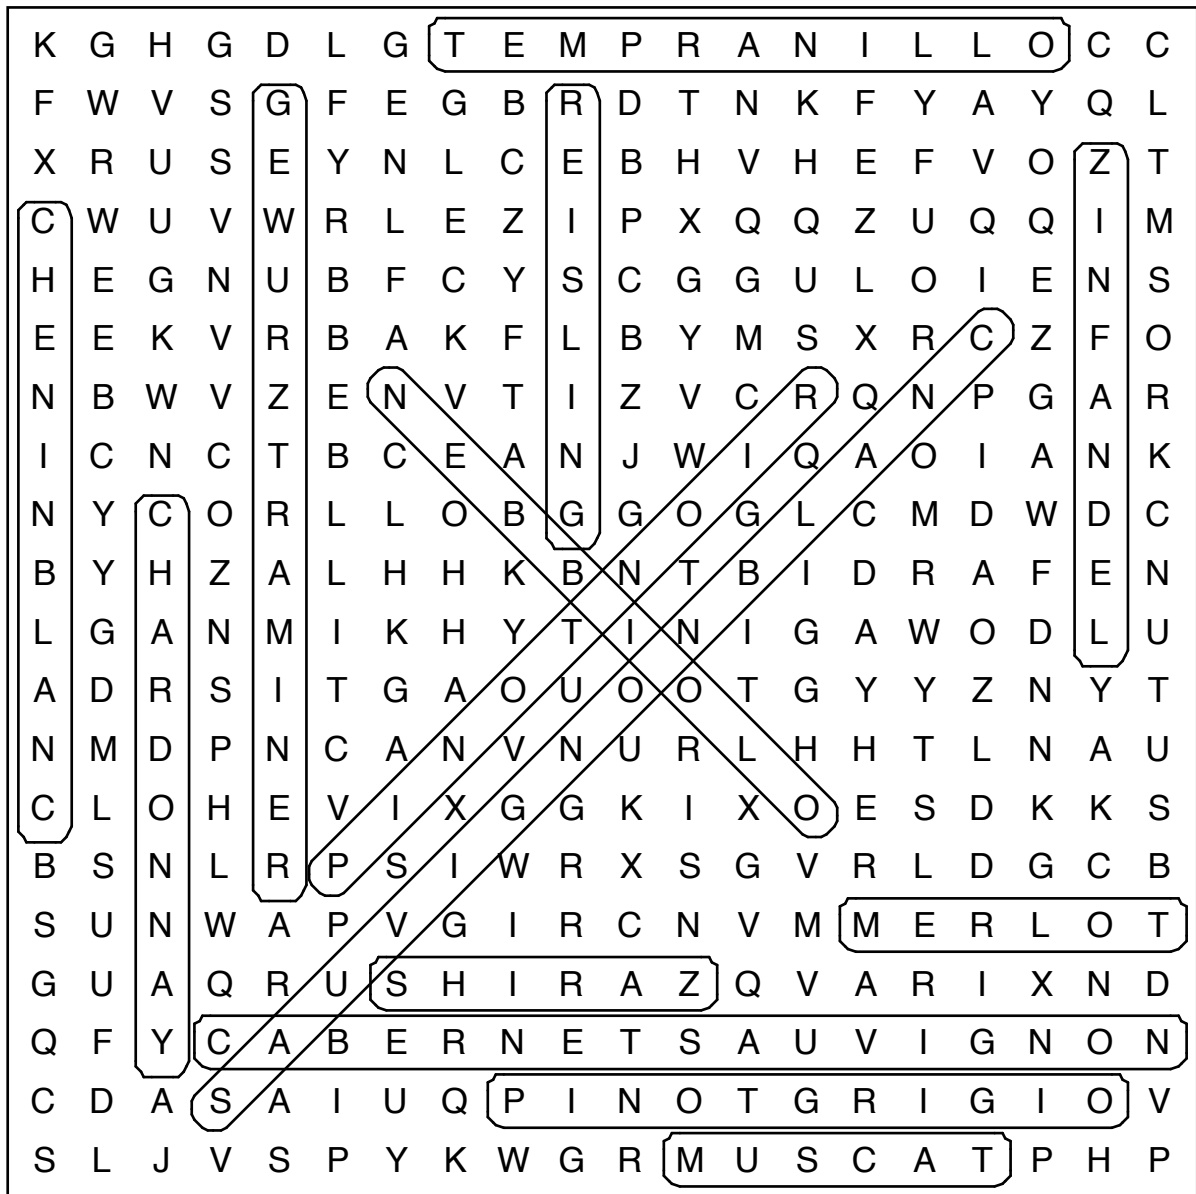 K G H G D L G T E M P R A N I L L O C C
F W V S G F E G B R D T N K F Y A Y Q L
X R U S E Y N L C E B H V H E F V O Z T
C W U V W R L E Z I P X Q Q Z U Q Q I M
H E G N U B F C Y S C G G U L O I E N S
E E K V R B A K F L B Y M S X R C Z F O
N B W V Z E N V T I Z V C R Q N P G A R
I C N C T B C E A N J W I Q A O I A N K
N Y C O R L L O B G G O G L C M D W D C
B Y H Z A L H H K B N T B I D R A F E N
L G A N M I K H Y T I N I G A W O D L U
A D R S I T G A O U O O T G Y Y Z N Y T
N M D P N C A N V N U R L H H T L N A U
C L O H E V I X G G K I X O E S D K K S
B S N L R P S I W R X S G V R L D G C B
S U N W A P V G I R C N V M M E R L O T
G U A Q R U S H I R A Z Q V A R I X N D
Q F Y C A B E R N E T S A U V I G N O N
C D A S A I U Q P I N O T G R I G I O V
S L J V S P Y K W G R M U S C A T P H P